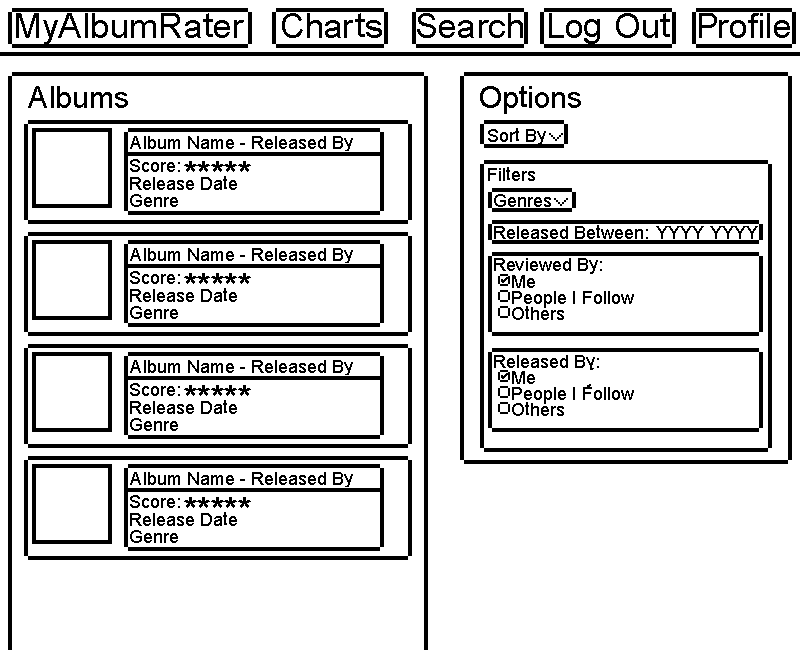 MyAlbumRater Charts Search Log Out Profile
Albums
Album Name - Released By
Score: ★★★★★
Release Date
Genre
Album Name - Released By
Score: ★★★★★
Release Date
Genre
Album Name - Released By
Score: ★★★★★
Release Date
Genre
Album Name - Released By
Score: ★★★★★
Release Date
Genre
Options
Sort By
Filters
Genres
Released Between: YYYY YYYY
Reviewed By:
Me
People I Follow
Others
Released By:
Me
People I Follow
Others